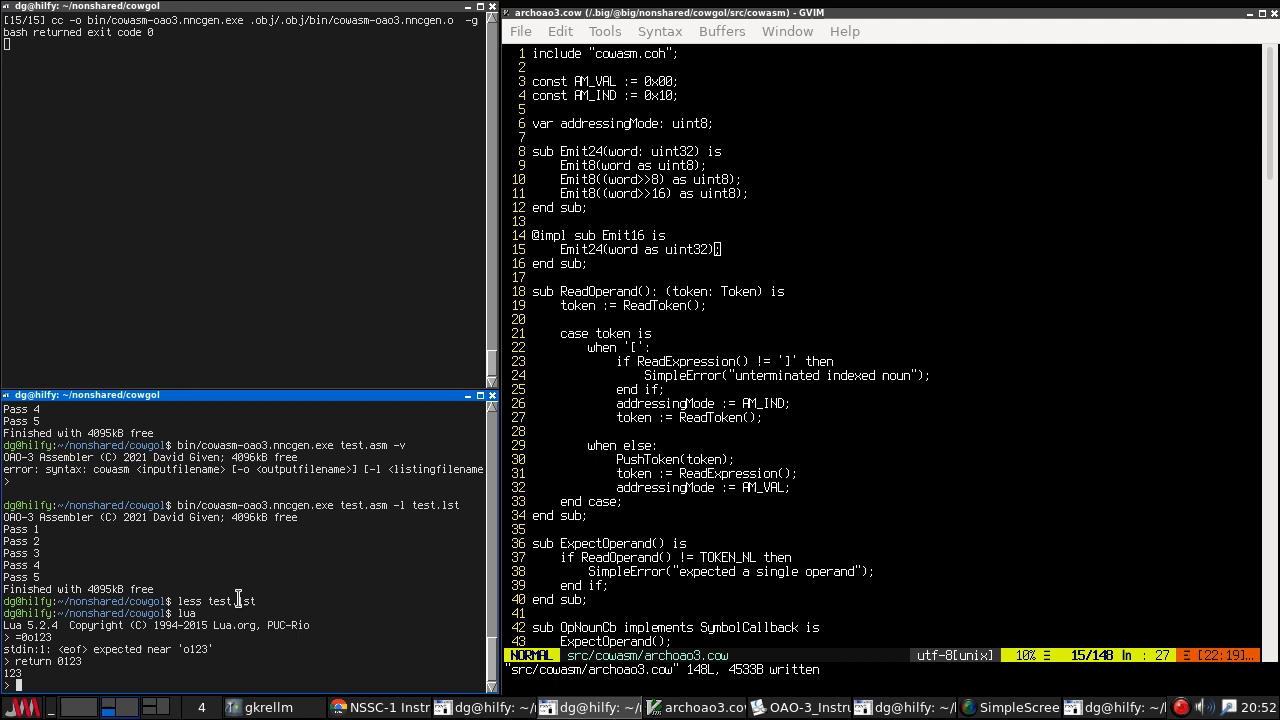 dg@hilfy: ~/nonshared/cowgol
[15/15] cc -o bin/cowasm-oao3.nncgen.exe .obj/.obj/bin/cowasm-oao3.nncgen.o  -g
bash returned exit code 0
dg@hilfy: ~/nonshared/cowgol
Pass 4
Pass 5
Finished with 4095kB free
dg@hilfy:~/nonshared/cowgol$ bin/cowasm-oao3.nncgen.exe test.asm -v
OAO-3 Assembler (C) 2021 David Given; 4096kB free
error: syntax: cowasm <inputfilename> [-o <outputfilename>] [-l <listingfilename
>
dg@hilfy:~/nonshared/cowgol$ bin/cowasm-oao3.nncgen.exe test.asm -l test.lst
OAO-3 Assembler (C) 2021 David Given; 4096kB free
Pass 1
Pass 2
Pass 3
Pass 4
Pass 5
Finished with 4095kB free
dg@hilfy:~/nonshared/cowgol$ less test.lst
dg@hilfy:~/nonshared/cowgol$ lua
Lua 5.2.4  Copyright (C) 1994-2015 Lua.org, PUC-Rio
> =0o123
stdin:1: <eof> expected near 'o123'
> return 0123
123
>
archoao3.cow (/.big/@big/nonshared/cowgol/src/cowasm) - GVIM
File Edit Tools Syntax Buffers Window Help
1 include "cowasm.coh";
2
3 const AM_VAL := 0x00;
4 const AM_IND := 0x10;
5
6 var addressingMode: uint8;
7
8 sub Emit24(word: uint32) is
9     Emit8(word as uint8);
10     Emit8((word>>8) as uint8);
11     Emit8((word>>16) as uint8);
12 end sub;
13
14 @impl sub Emit16 is
15     Emit24(word as uint32);
16 end sub;
17
18 sub ReadOperand(): (token: Token) is
19     token := ReadToken();
20
21     case token is
22         when '[':
23             if ReadExpression() != ']' then
24                 SimpleError("unterminated indexed noun");
25             end if;
26             addressingMode := AM_IND;
27             token := ReadToken();
28
29         when else:
30             PushToken(token);
31             token := ReadExpression();
32             addressingMode := AM_VAL;
33     end case;
34 end sub;
35
36 sub ExpectOperand() is
37     if ReadOperand() != TOKEN_NL then
38         SimpleError("expected a single operand");
39     end if;
40 end sub;
41
42 sub OpNounCb implements SymbolCallback is
43     ExpectOperand();
NORMAL src/cowasm/archoao3.cow utf-8[unix] 10% Ξ 15/148 ln : 27 Ξ [22:19]...
"src/cowasm/archoao3.cow" 148L, 4533B written
4 gkrellm NSSC-1 Instr dg@hilfy: ~/ dg@hilfy: ~/ archoao3.co OAO-3_Instru dg@hilfy: ~/ SimpleScree dg@hilfy: ~/ 20:52